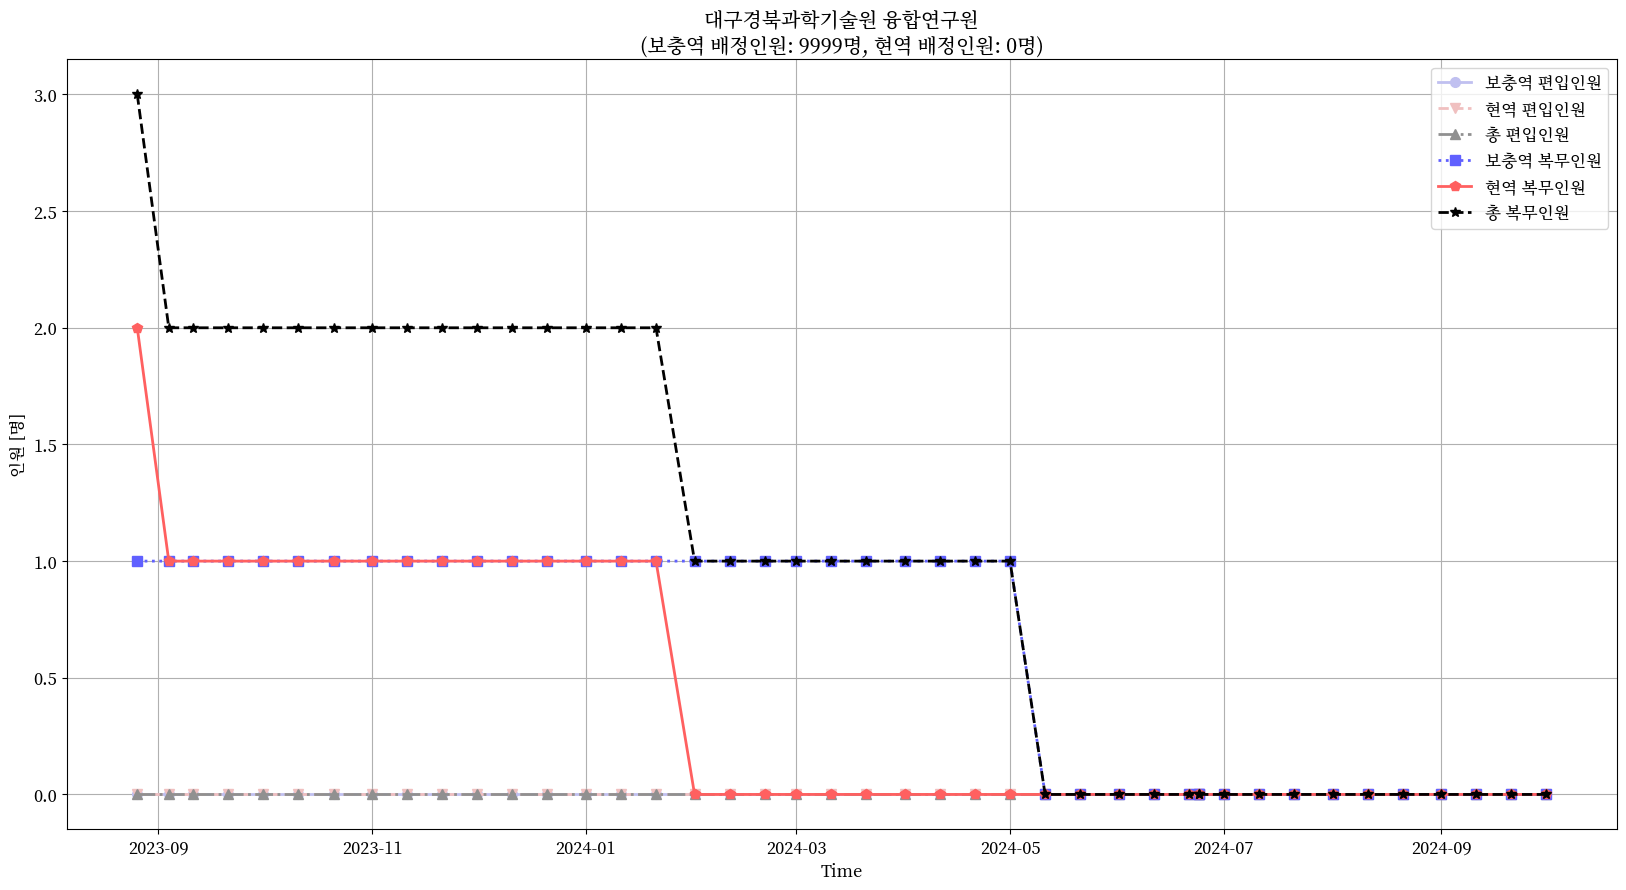 대구경북과학기술원 융합연구원
(보충역 배정인원: 9999명, 현역 배정인원: 0명)
보충역 편입인원
현역 편입인원
총 편입인원
보충역 복무인원
현역 복무인원
총 복무인원
인원 [명]
3.0
2.5
2.0
1.5
1.0
0.5
0.0
2023-09
2023-11
2024-01
2024-03
2024-05
2024-07
2024-09
Time